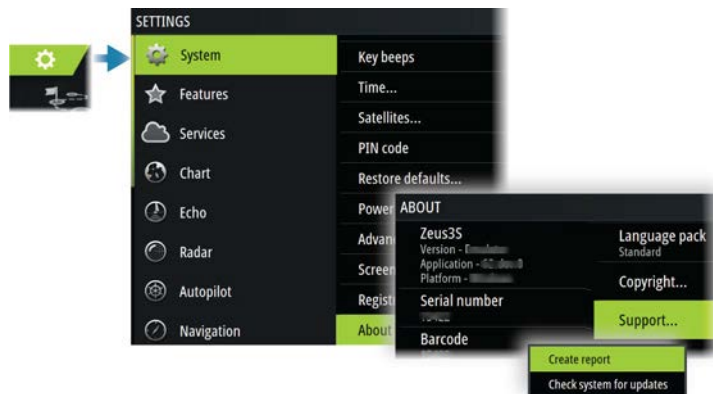 SETTINGS
System
Features
Services
Chart
Echo
Radar
Autopilot
Navigation
Key beeps
Time...
Satellites...
PIN code
Restore defaults...
Power
Screen
About
ABOUT
Zeus3S
Version -
Application -
Platform -
Serial number
Barcode
Language pack
Standard
Copyright...
Support...
Create report
Check system for updates